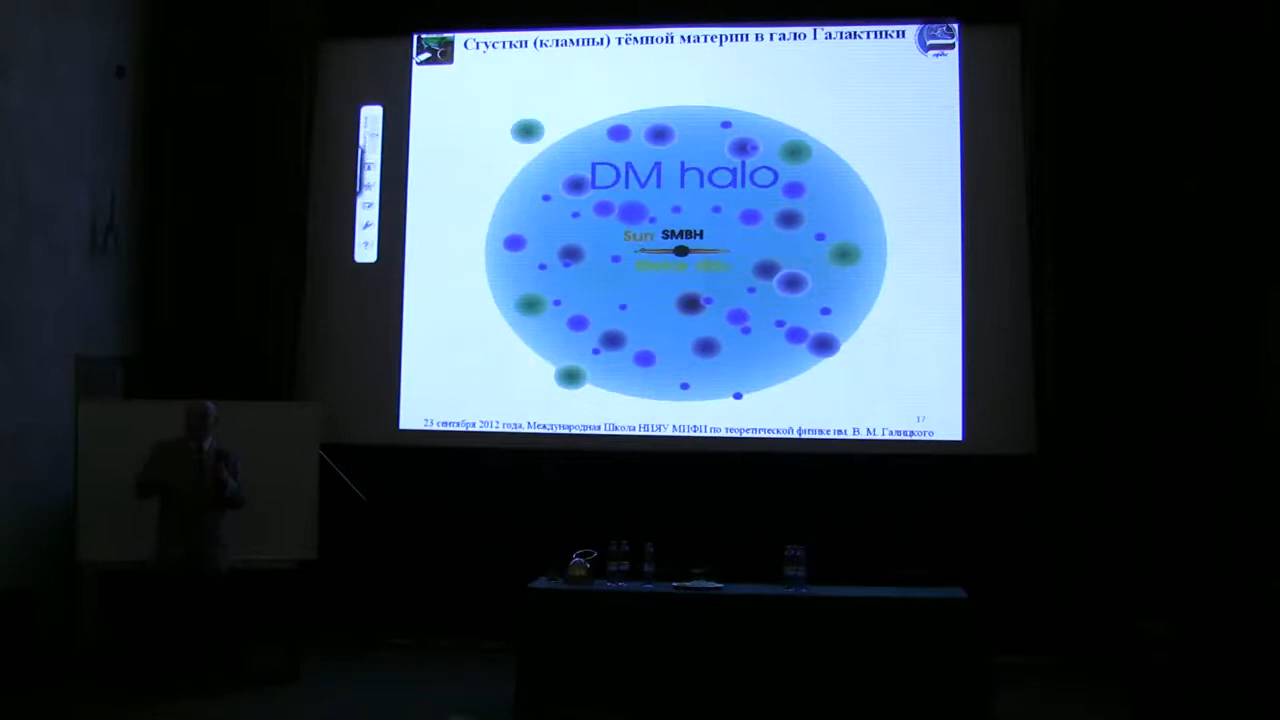 Сгустки (клампы) тёмной материи в гало Галактики
DM halo
Sun SMBH
17
23 сентября 2012 года, Международная Школа НИЯУ МИФИ по теоретической физике им. В. М. Галицкого